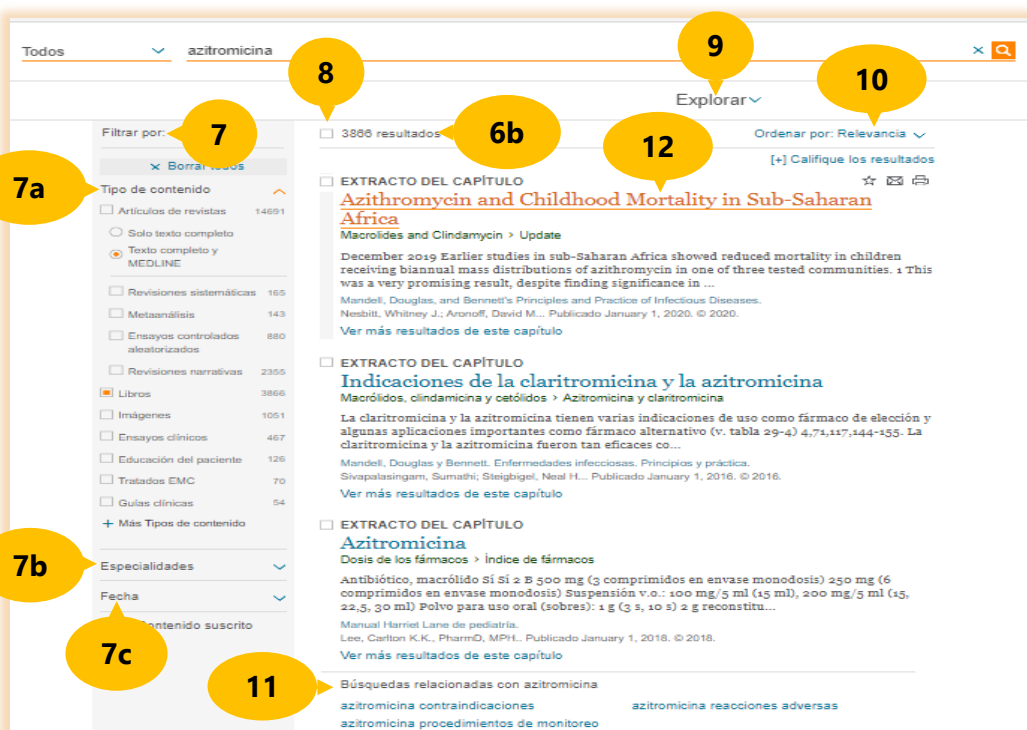 Todos azitromicina
9
8
10
Explorar
Filtrar por:
7
3866 resultados
6b
12
Ordenar por: Relevancia
Borrar todos
[+] Califique los resultados
7a
Tipo de contenido
Artículos de revistas 14691
Solo texto completo
Texto completo y
MEDLINE
Revisiones sistemáticas 165
Metaanálisis 143
Ensayos controlados
aleatorizados 880
Revisiones narrativas 2355
Libros 3866
Imágenes 1051
Ensayos clínicos 467
Educación del paciente 126
Tratados EMC 70
Guías clínicas 54
+ Más Tipos de contenido
7b
Especialidades
Fecha
Contenido suscrito
7c
EXTRACTO DEL CAPÍTULO
Azithromycin and Childhood Mortality in Sub-Saharan
Africa
Macrolides and Clindamycin > Update
December 2019 Earlier studies in sub-Saharan Africa showed reduced mortality in children
receiving biannual mass distributions of azithromycin in one of three tested communities. 1 This
was a very promising result, despite finding significance in ...
Mandell, Douglas, and Bennett's Principles and Practice of Infectious Diseases.
Nesbitt, Whitney J.; Aronoff, David M... Publicado January 1, 2020. © 2020.
Ver más resultados de este capítulo
EXTRACTO DEL CAPÍTULO
Indicaciones de la claritromicina y la azitromicina
Macrólidos, clindamicina y cetólidos > Azitromicina y claritromicina
La claritromicina y la azitromicina tienen varias indicaciones de uso como fármaco de elección y
algunas aplicaciones importantes como fármaco alternativo (v. tabla 29-4) 4,71,117,144-155. La
claritromicina y la azitromicina fueron tan eficaces co...
Mandell, Douglas y Bennett. Enfermedades infecciosas. Principios y práctica.
Sivapalasingam, Sumathi; Steigbigel, Neal H... Publicado January 1, 2016. © 2016.
Ver más resultados de este capítulo
EXTRACTO DEL CAPÍTULO
Azitromicina
Dosis de los fármacos > Índice de fármacos
Antibiótico, macrólido Sí Sí 2 B 500 mg (3 comprimidos en envase monodosis) 250 mg (6
comprimidos en envase monodosis) Suspensión v.o.: 100 mg/5 ml (15 ml), 200 mg/5 ml (15,
22,5, 30 ml) Polvo para uso oral (sobres): 1 g (3 s, 10 s) 2 g reconstitu...
Manual Harriet Lane de pediatría.
Lee, Carlton K.K., PharmD, MPH.. Publicado January 1, 2018. © 2018.
Ver más resultados de este capítulo
11
Búsquedas relacionadas con azitromicina
azitromicina contraindicaciones azitromicina reacciones adversas
azitromicina procedimientos de monitoreo